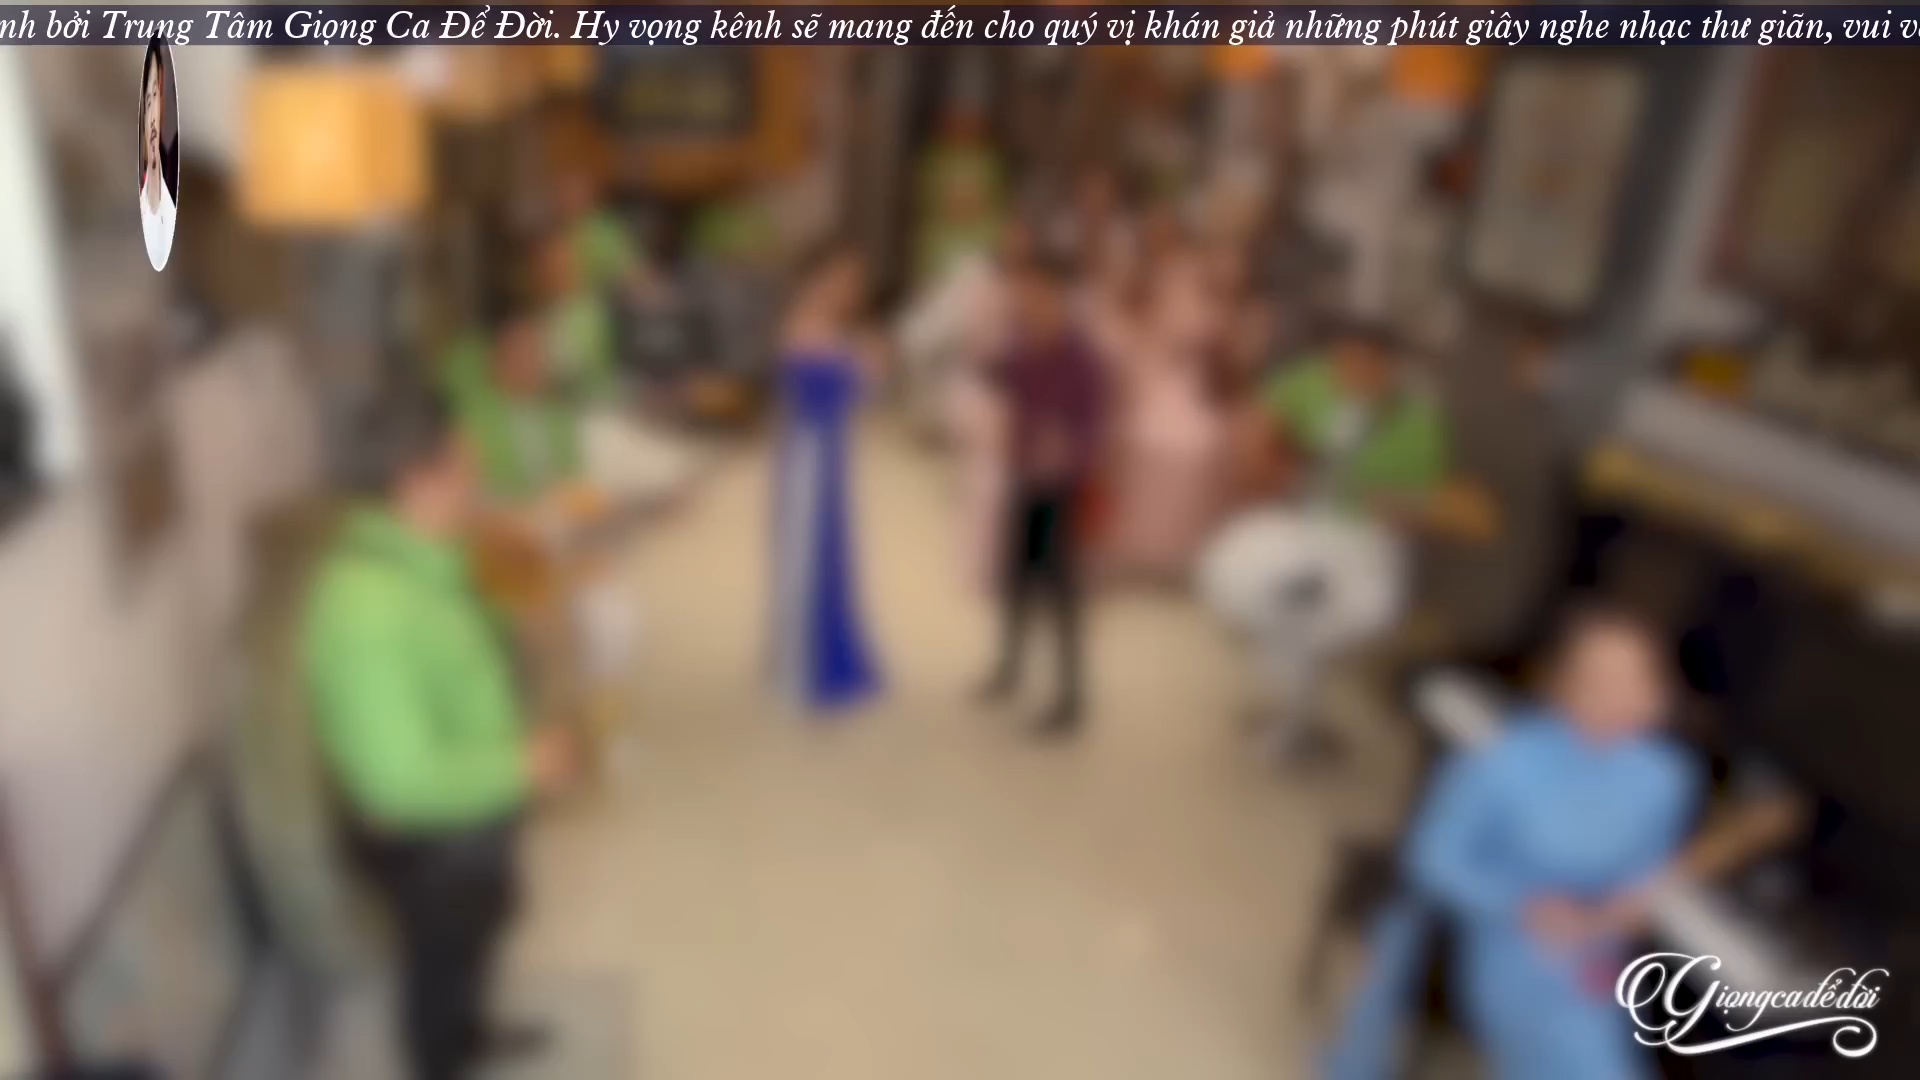 nh bởi Trung Tâm Giọng Ca Để Đời. Hy vọng kênh sẽ mang đến cho quý vị khán giả những phút giây nghe nhạc thư giãn, vui v
Giọngcađểđời